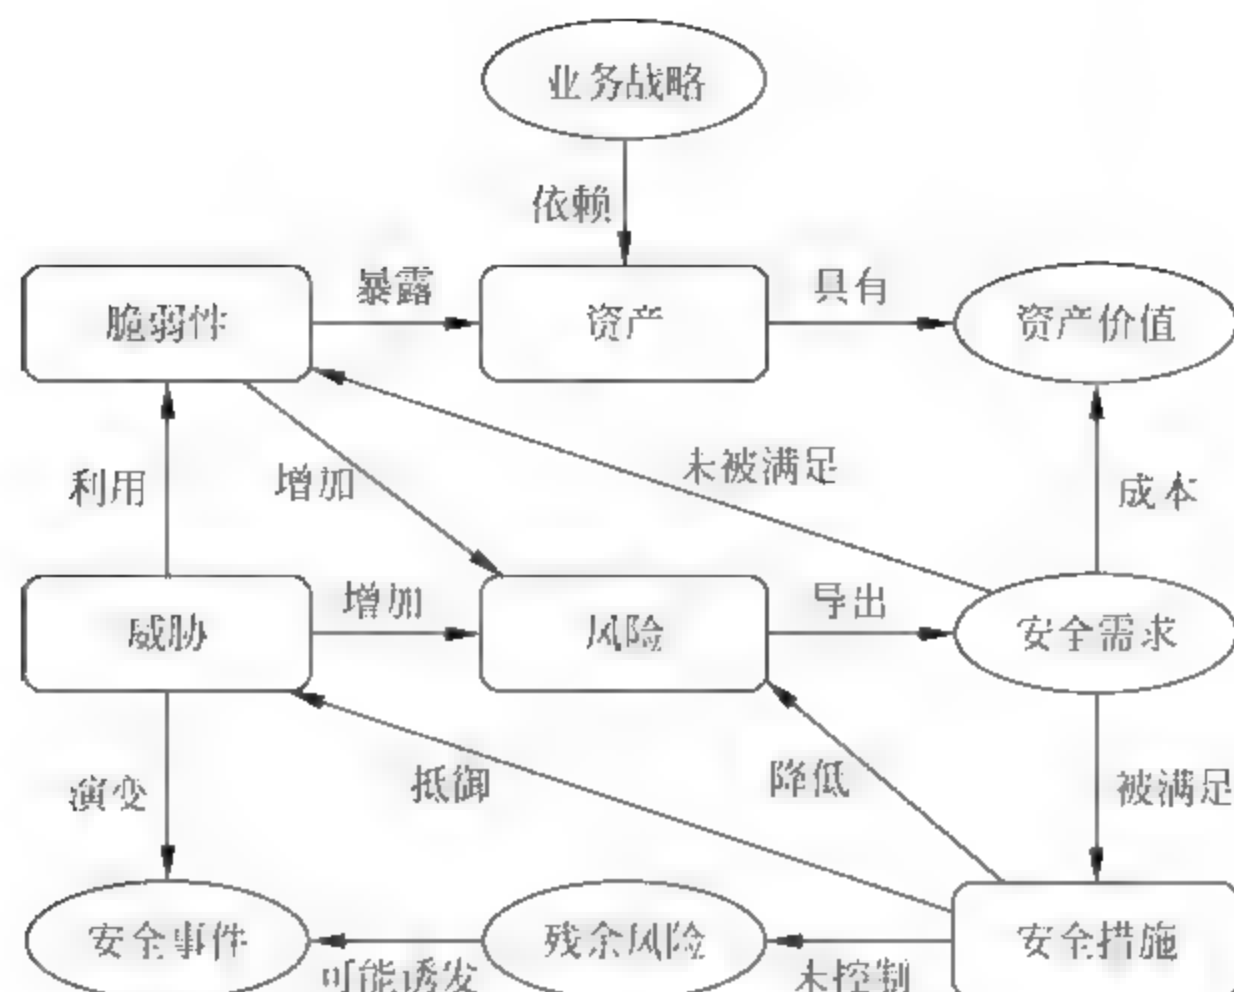 业务战略
依赖
脆弱性
暴露
资产
具有
资产价值
利用
增加
未被满足
成本
威胁
增加
风险
导出
安全需求
演变
抵御
降低
被满足
安全事件
可能诱发
残余风险
未控制
安全措施